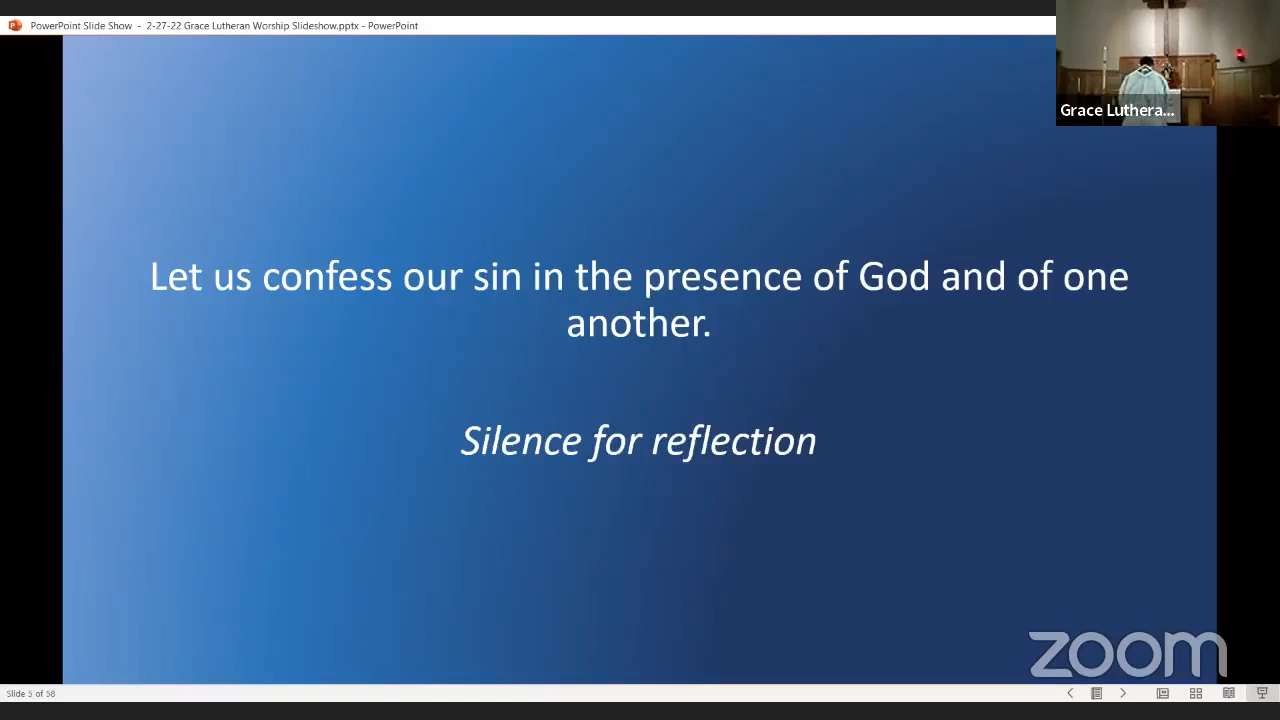 PowerPoint Slide Show - 2-27-22 Grace Lutheran Worship Slideshow.pptx - PowerPoint
Grace Luthera...
Let us confess our sin in the presence of God and of one
another.
Silence for reflection
zoom
Slide 5 of 58